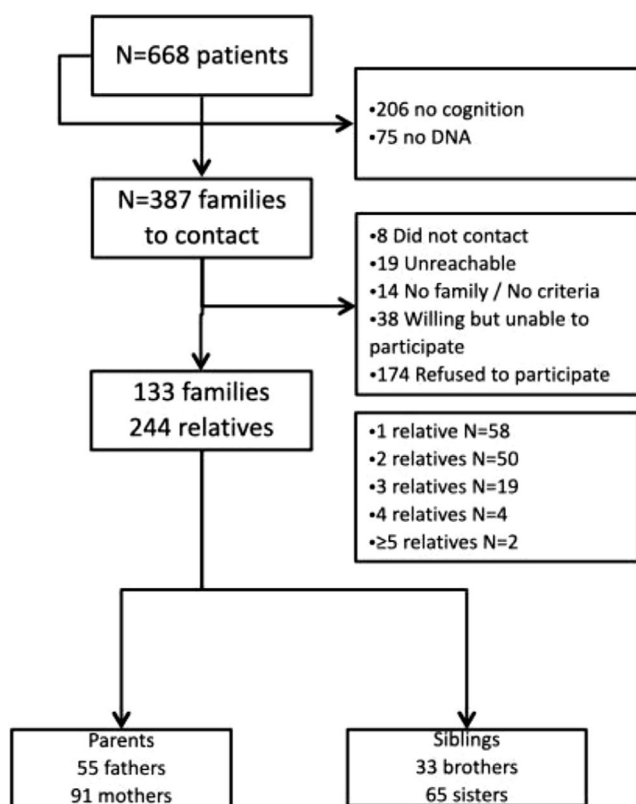 N=668 patients
•206 no cognition
•75 no DNA
N=387 families
to contact
•8 Did not contact
•19 Unreachable
•14 No family / No criteria
•38 Willing but unable to
participate
•174 Refused to participate
133 families
244 relatives
•1 relative N=58
•2 relatives N=50
•3 relatives N=19
•4 relatives N=4
•≥5 relatives N=2
Parents
55 fathers
91 mothers
Siblings
33 brothers
65 sisters